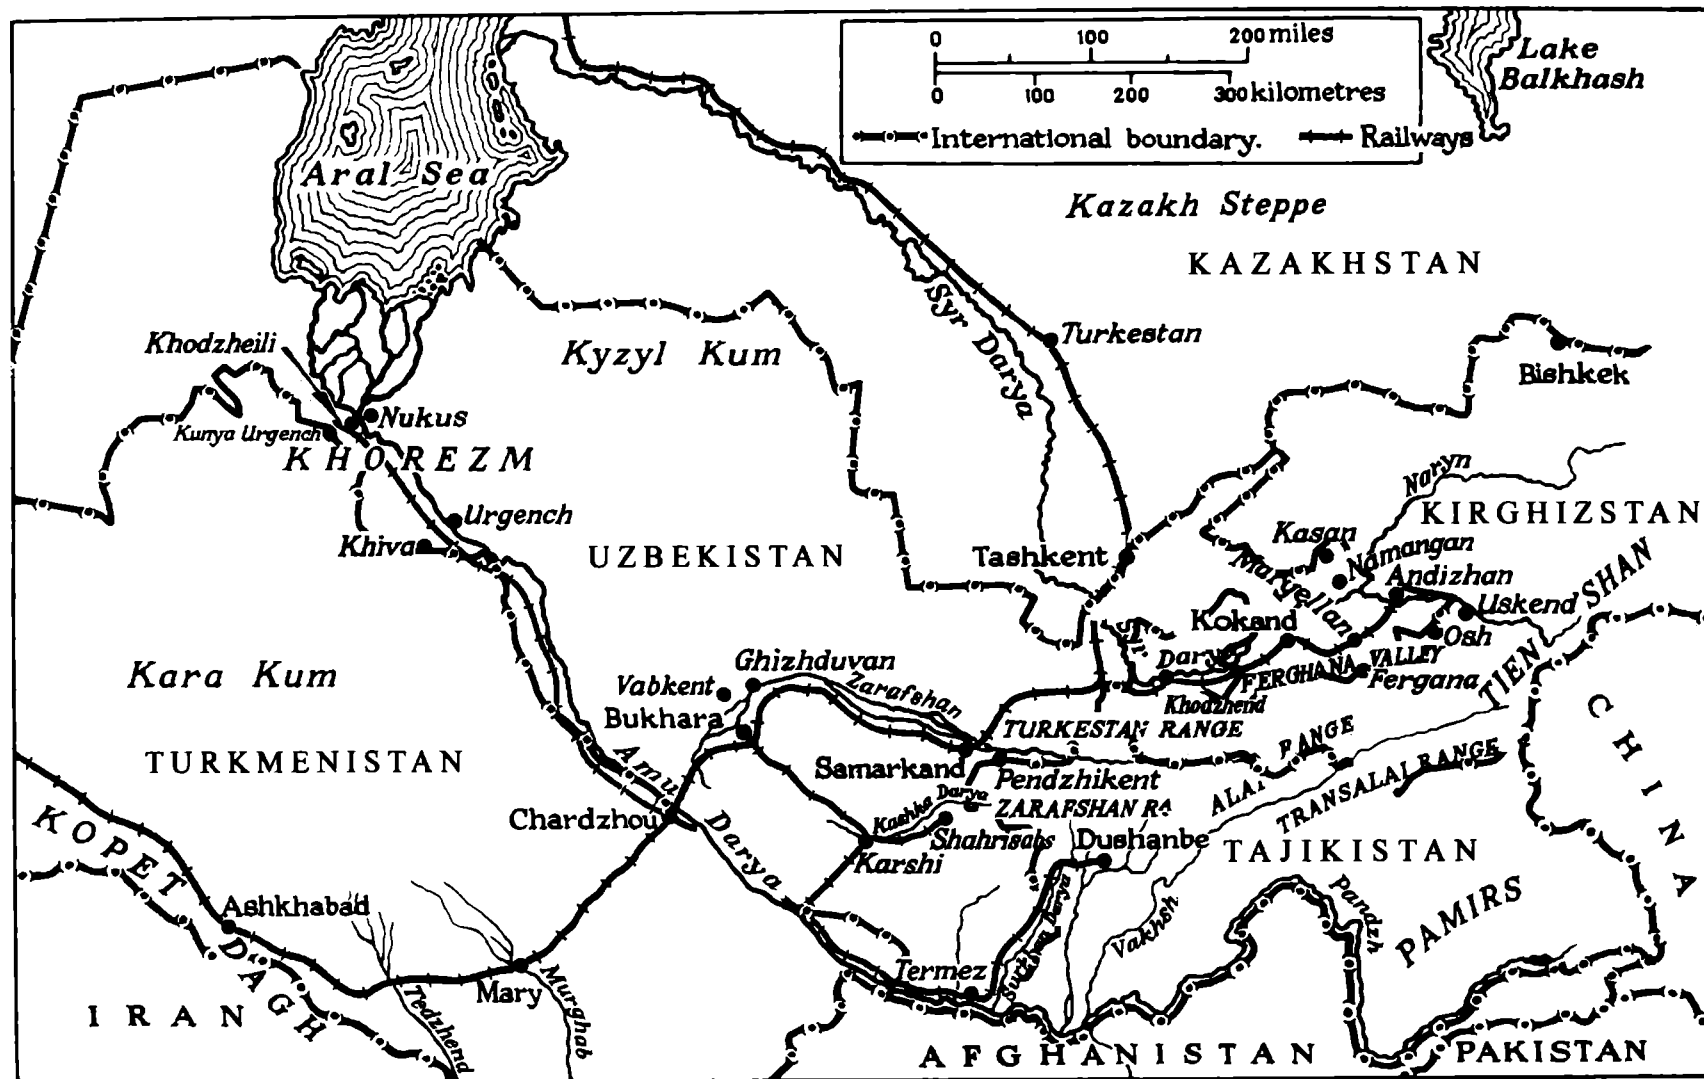 0 100 200 miles
0 100 200 300 kilometres
International boundary. Railways
Lake
Balkhash
Aral Sea
Kazakh Steppe
KAZAKHSTAN
Syr Darya
Turkestan
Khodzheili
Kyzyl Kum
Bishkek
Nukus
Kunya Urgench
KHOREZM
Naryn
KIRGHIZSTAN
Urgench
Khiva
UZBEKISTAN
Tashkent
Kasan
Namangan
Margellan
Andizhan
Uskend
TIEN SHAN
Kokand
Osh
Syr Darya
FERGHANA VALLEY
Fergana
Khodzhend
Kara Kum
Ghizhduvan
Vabkent
Zarafshan
Bukhara
TURKESTAN RANGE
CHINA
TURKMENISTAN
Samarkand
Pendzhikent
ALAI RANGE
TRANSALAI RANGE
Amu Darya
Kashka Darya
ZARAFSHAN RA
Chardzhou
Shahrisabs
Dushanbe
KOPET DAGH
Karshi
TAJIKISTAN
Pandzh
PAMIRS
Ashkhabad
Surkhan Darya
Vakhsh
Termez
Mary
Murghab
Tedzhend
IRAN
AFGHANISTAN
PAKISTAN